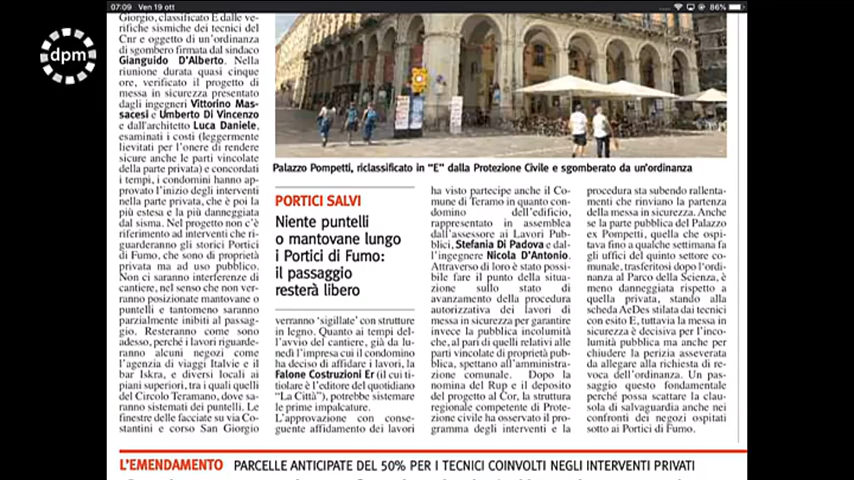 07:09 Ven 19 ott
86%
dpm
Giorgio, classificato E dalle ve-
rifiche sismiche dei tecnici del
Cnr e oggetto di un'ordinanza
di sgombero firmata dal sindaco
Gianguido D'Alberto. Nella
riunione durata quasi cinque
ore, verificato il progetto di
messa in sicurezza presentato
dagli ingegneri Vittorino Mas-
sacesi e Umberto Di Vincenzo
e dall'architetto Luca Daniele,
esaminati i costi (leggermente
lievitati per l'onere di rendere
sicure anche le parti vincolate
della parte privata) e concordati
i tempi, i condomini hanno ap-
provato l'inizio degli interventi
nella parte privata, che è poi la
più estesa e la più danneggiata
dal sisma. Nel progetto non c'è
riferimento ad interventi che ri-
guarderanno gli storici Portici
di Fumo, che sono di proprietà
privata ma ad uso pubblico.
Non ci saranno interferenze di
cantiere, nel senso che non ver-
ranno posizionate mantovane o
puntelli e tantomeno saranno
parzialmente inibiti al passag-
gio. Resteranno come sono
adesso, perché i lavori riguarde-
ranno alcuni negozi come
l'agenzia di viaggi Italvie e il
bar Iskra, e diversi locali ai
piani superiori, tra i quali quelli
del Circolo Teramano, dove sa-
ranno sistemati dei puntelli. Le
finestre delle facciate su via Co-
stantini e corso San Giorgio
Palazzo Pompetti, riclassificato in "E" dalla Protezione Civile e sgomberato da un'ordinanza
PORTICI SALVI
Niente puntelli
o mantovane lungo
i Portici di Fumo:
il passaggio
resterà libero
verranno 'sigillate' con strutture
in legno. Quanto ai tempi del-
l'avvio del cantiere, già da lu-
nedì l'impresa cui il condomino
ha deciso di affidare i lavori, la
Falone Costruzioni Er (il cui ti-
tiolare è l'editore del quotidiano
"La Città"), potrebbe sistemare
le prime impalcature.
L'approvazione con conse-
guente affidamento dei lavori
ha visto partecipe anche il Co-
mune di Teramo in quanto con-
domino dell'edificio, rap-
presentato in assemblea
dall'assessore ai Lavori Pub-
blici, Stefania Di Padova e dal-
l'ingegnere Nicola D'Antonio.
Attraverso di loro è stato possi-
bile fare il punto della situa-
zione sullo stato di
avanzamento della procedura
autorizzativa dei lavori di
messa in sicurezza per garantire
invece la pubblica incolumità
che, al pari di quelli relativi alle
parti vincolate di proprietà pub-
blica, spettano all'amministra-
zione comunale. Dopo la
nomina del Rup e il deposito
del progetto al Cor, la struttura
regionale competente di Prote-
zione civile ha osservato il pro-
gramma degli interventi e la
procedura sta subendo rallenta-
menti che rinviano la partenza
della messa in sicurezza. Anche
se la parte pubblica del Palazzo
ex Pompetti, quella che ospi-
tava fino a qualche settimana fa
gli uffici del quinto settore co-
munale, trasferitosi dopo l'ordi-
nanza al Parco della Scienza, è
meno danneggiata rispetto a
quella privata, stando alla
scheda AeDes stilata dai tecnici
con esito E, tuttavia la messa in
sicurezza è decisiva per l'inco-
lumità pubblica ma anche per
chiudere la perizia asseverata
da allegare alla richiesta di re-
voca dell'ordinanza. Un pas-
saggio questo fondamentale
perché possa scattare la clau-
sola di salvaguardia anche nei
confronti dei negozi ospitati
sotto ai Portici di Fumo.
L'EMENDAMENTO PARCELLE ANTICIPATE DEL 50% PER I TECNICI COINVOLTI NEGLI INTERVENTI PRIVATI